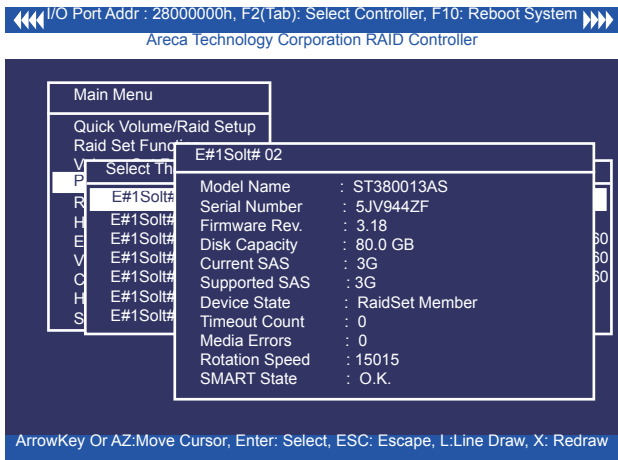 I/O Port Addr : 28000000h, F2(Tab): Select Controller, F10: Reboot System
Areca Technology Corporation RAID Controller
Main Menu
Quick Volume/Raid Setup
Raid Set
E#1Solt# 02
Select
Model Name : ST380013AS
E#1Solt#
Serial Number : 5JV944ZF
E#1Solt#
Firmware Rev. : 3.18
E#1Solt#
Disk Capacity : 80.0 GB
E#1Solt#
Current SAS : 3G
E#1Solt#
Supported SAS : 3G
E#1Solt#
Device State : RaidSet Member
E#1Solt#
Timeout Count : 0
Media Errors : 0
Rotation Speed : 15015
SMART State : O.K.
ArrowKey Or AZ:Move Cursor, Enter: Select, ESC: Escape, L:Line Draw, X: Redraw